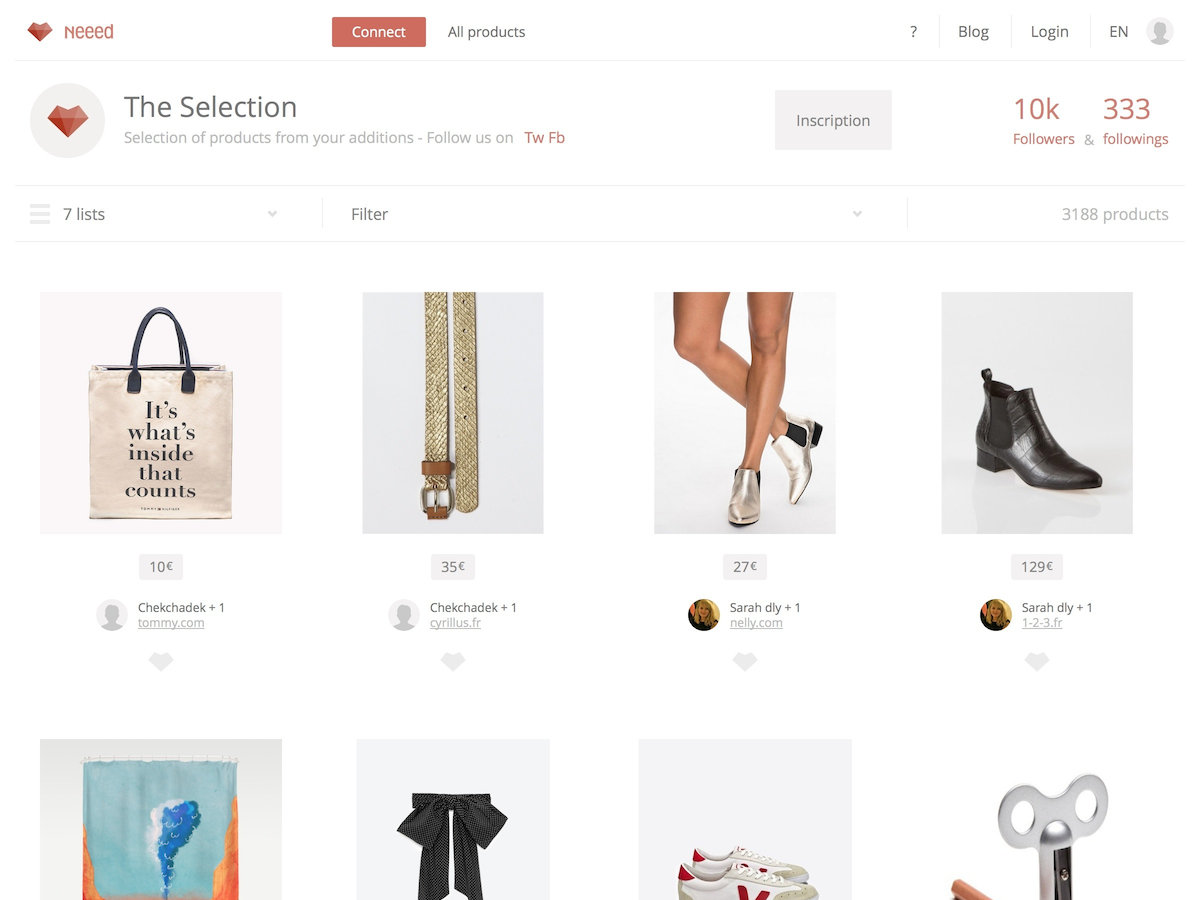 Neeed
Connect
All products
?
Blog
Login
EN
The Selection
Selection of products from your additions - Follow us on Tw Fb
Inscription
10k
Followers
&
333
followings
7 lists
Filter
3188 products
It's
what's
inside
that
counts
TOMMY HILFIGER
10€
Chekchadek + 1
tommy.com
35€
Chekchadek + 1
cyrillus.fr
27€
Sarah dly + 1
nelly.com
129€
Sarah dly + 1
1-2-3.fr